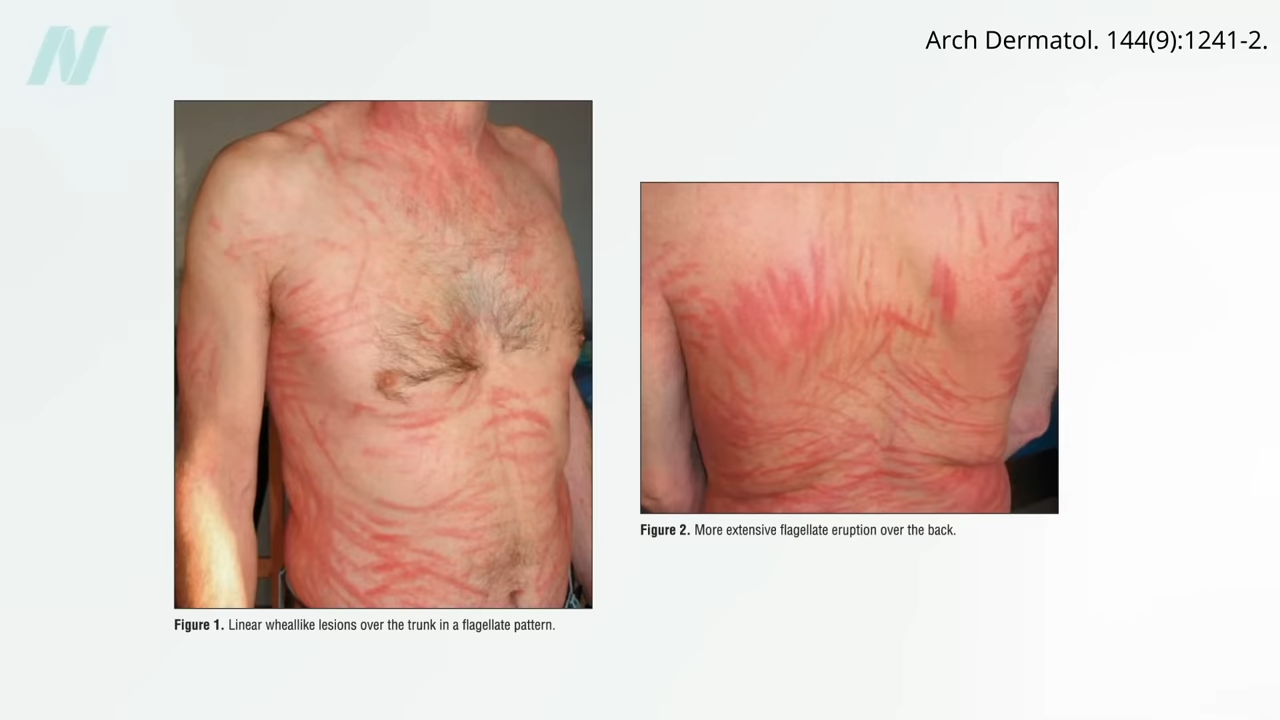 Arch Dermatol. 144(9):1241-2.
Figure 1. Linear wheallike lesions over the trunk in a flagellate pattern.
Figure 2. More extensive flagellate eruption over the back.